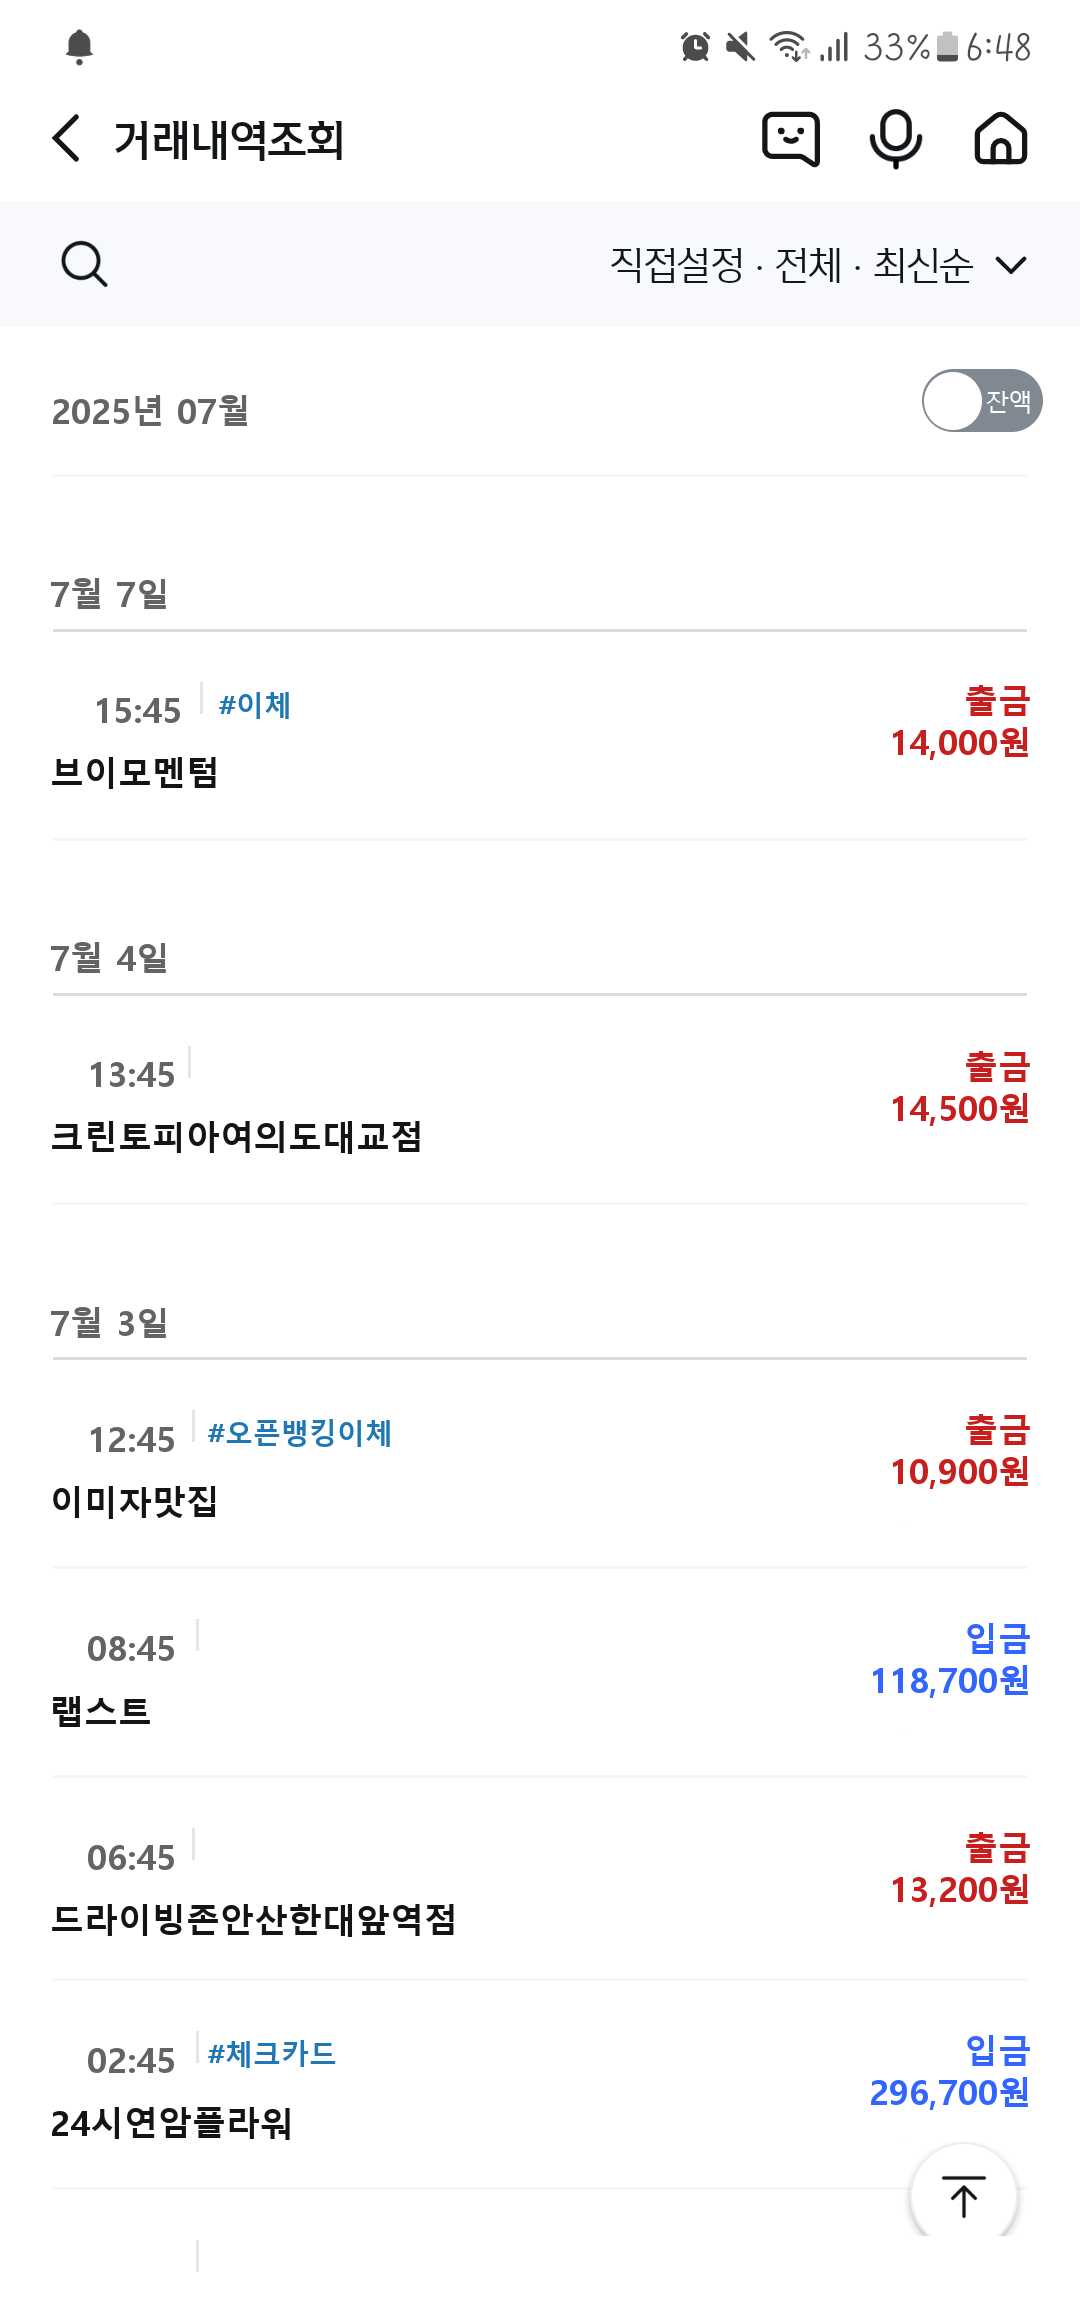 33% 6:48
거래내역조회
직접설정 · 전체 · 최신순
2025년 07월
잔액
7월 7일
15:45 #이체
출금
14,000원
브이모멘텀
7월 4일
13:45
출금
14,500원
크린토피아여의도대교점
7월 3일
12:45 #오픈뱅킹이체
출금
10,900원
이미자맛집
08:45
입금
118,700원
랩스트
06:45
출금
13,200원
드라이빙존안산한대앞역점
02:45 #체크카드
입금
296,700원
24시연암플라워